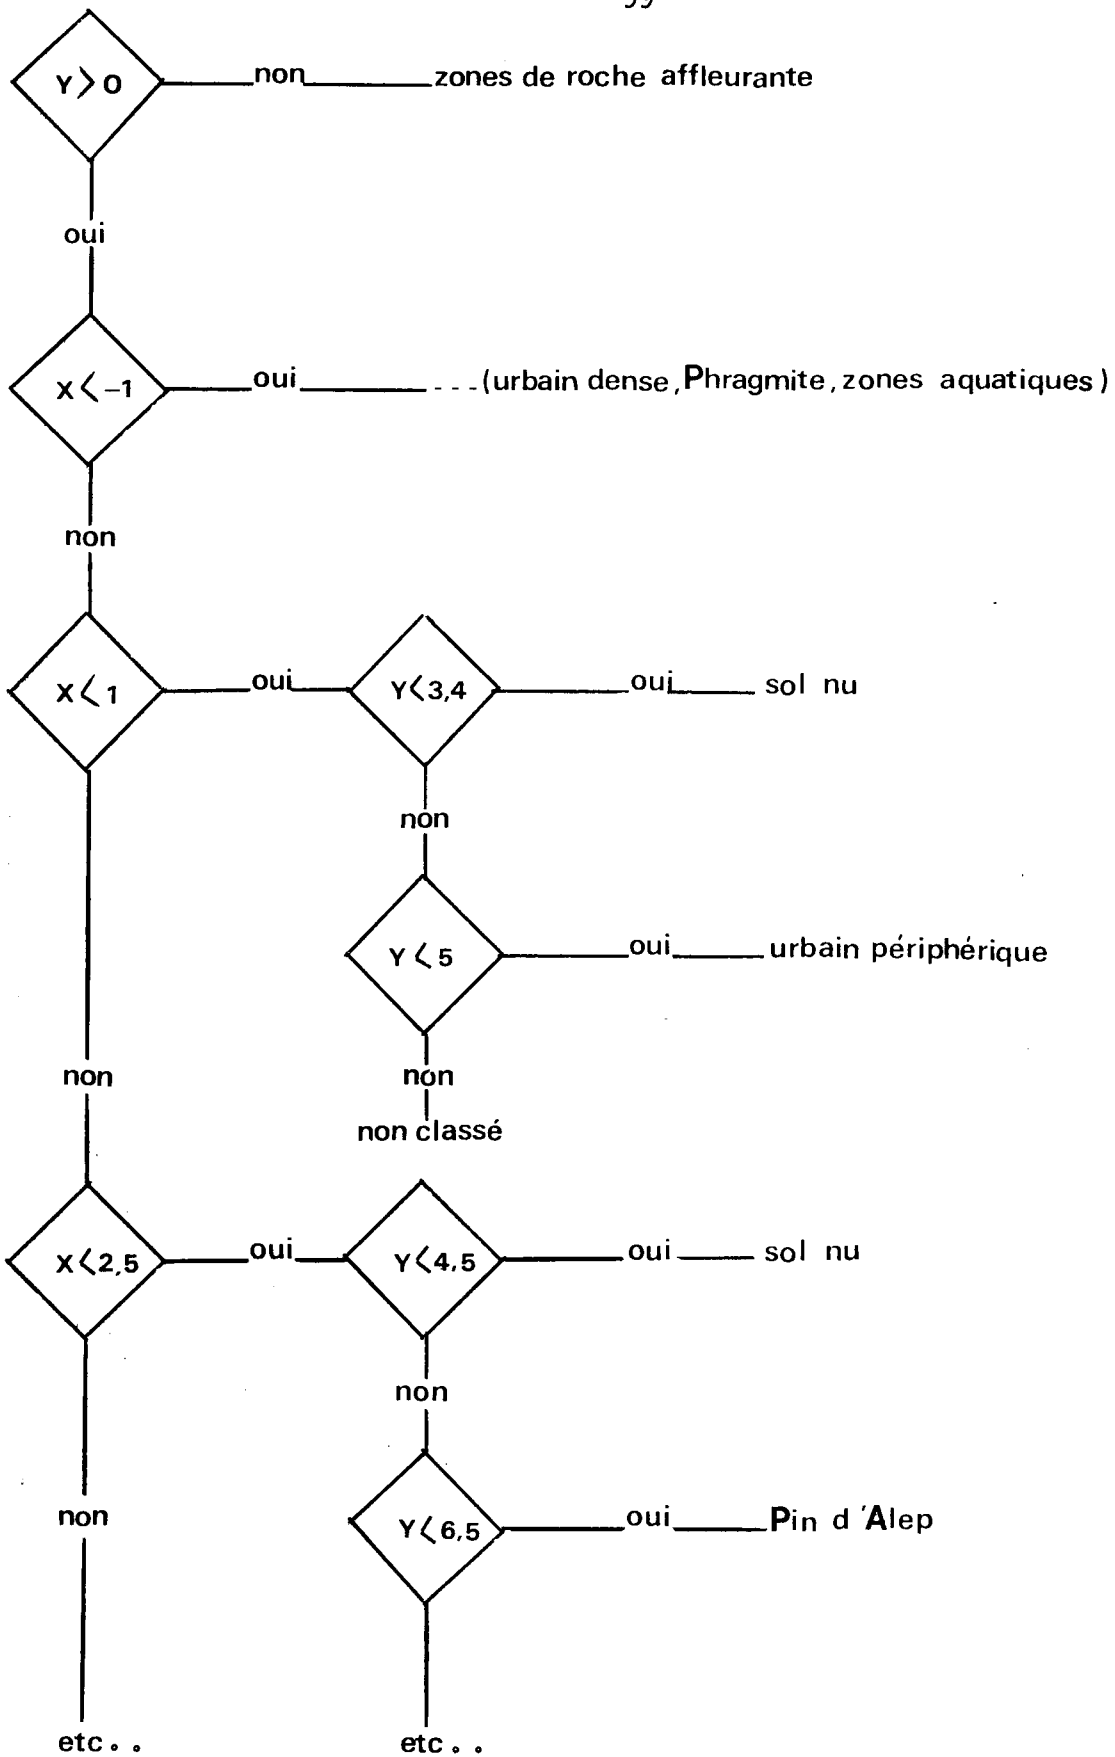 Y > 0 non zones de roche affleurante
oui
X < -1 oui --- (urbain dense, Phragmite, zones aquatiques)
non
X < 1 oui Y < 3,4 oui sol nu
non
Y < 5 oui urbain périphérique
non non
non classé
X < 2,5 oui Y < 4,5 oui sol nu
non
non
Y < 6,5 oui Pin d'Alep
etc.. etc..